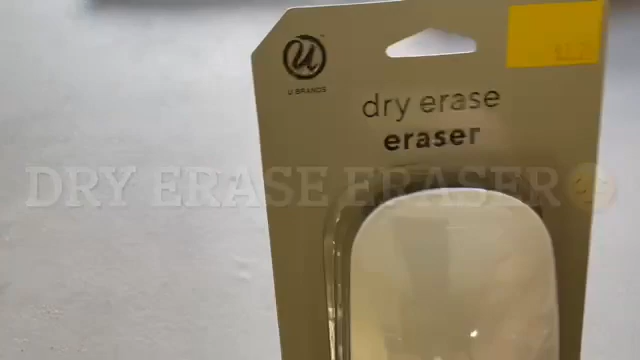 u
U BRANDS
dry erase
eraser
DRY ERASE ERASER